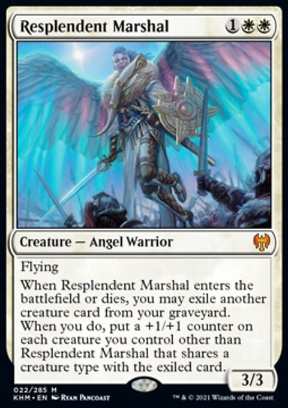 Resplendent Marshal 1
Creature — Angel Warrior
Flying
When Resplendent Marshal enters the
battlefield or dies, you may exile another
creature card from your graveyard.
When you do, put a +1/+1 counter on
each creature you control other than
Resplendent Marshal that shares a
creature type with the exiled card.
3/3
022/285 M
KHM • EN RYAN PANCOAST
™ & © 2021 Wizards of the Coast